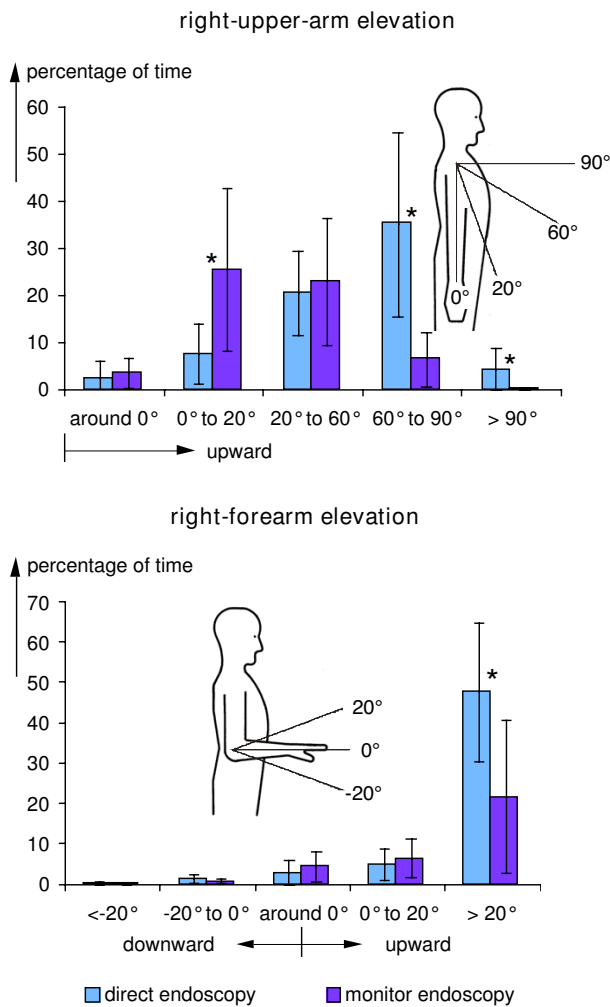 right-upper-arm elevation
percentage of time
60
50
40
30
20
10
0
*
*
*
90°
60°
20°
0°
around 0° 0° to 20° 20° to 60° 60° to 90° > 90°
upward
right-forearm elevation
percentage of time
70
60
50
40
30
20
10
0
*
20°
0°
-20°
<-20° -20° to 0° around 0° 0° to 20° > 20°
downward upward
direct endoscopy monitor endoscopy